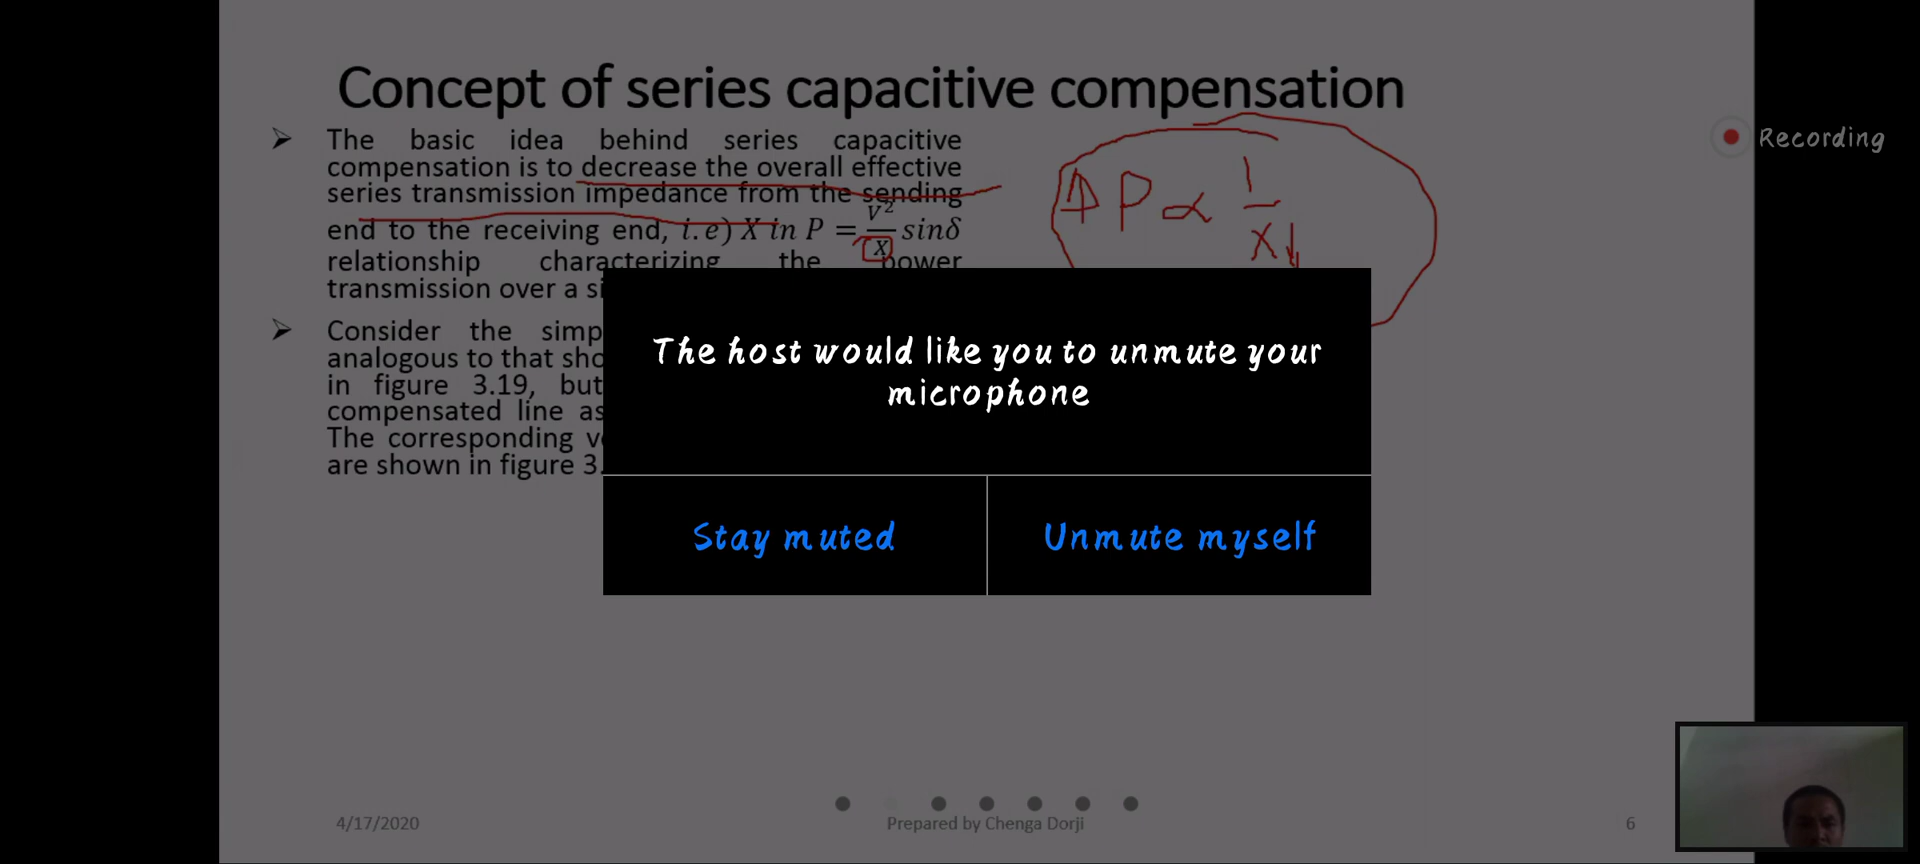 Concept of series capacitive compensation
➢ The basic idea behind series capacitive
compensation is to decrease the overall effective
series transmission impedance from the sending
end to the receiving end, i.e) X in P = V²/X sinδ
relationship characterizing the power
transmission over a si
➢ Consider the simp
analogous to that sho
in figure 3.19, but
compensated line as
The corresponding v
are shown in figure 3.
↑ P ∝ 1/X↓
Recording
The host would like you to unmute your
microphone
Stay muted
Unmute myself
4/17/2020
Prepared by Chenga Dorji
6